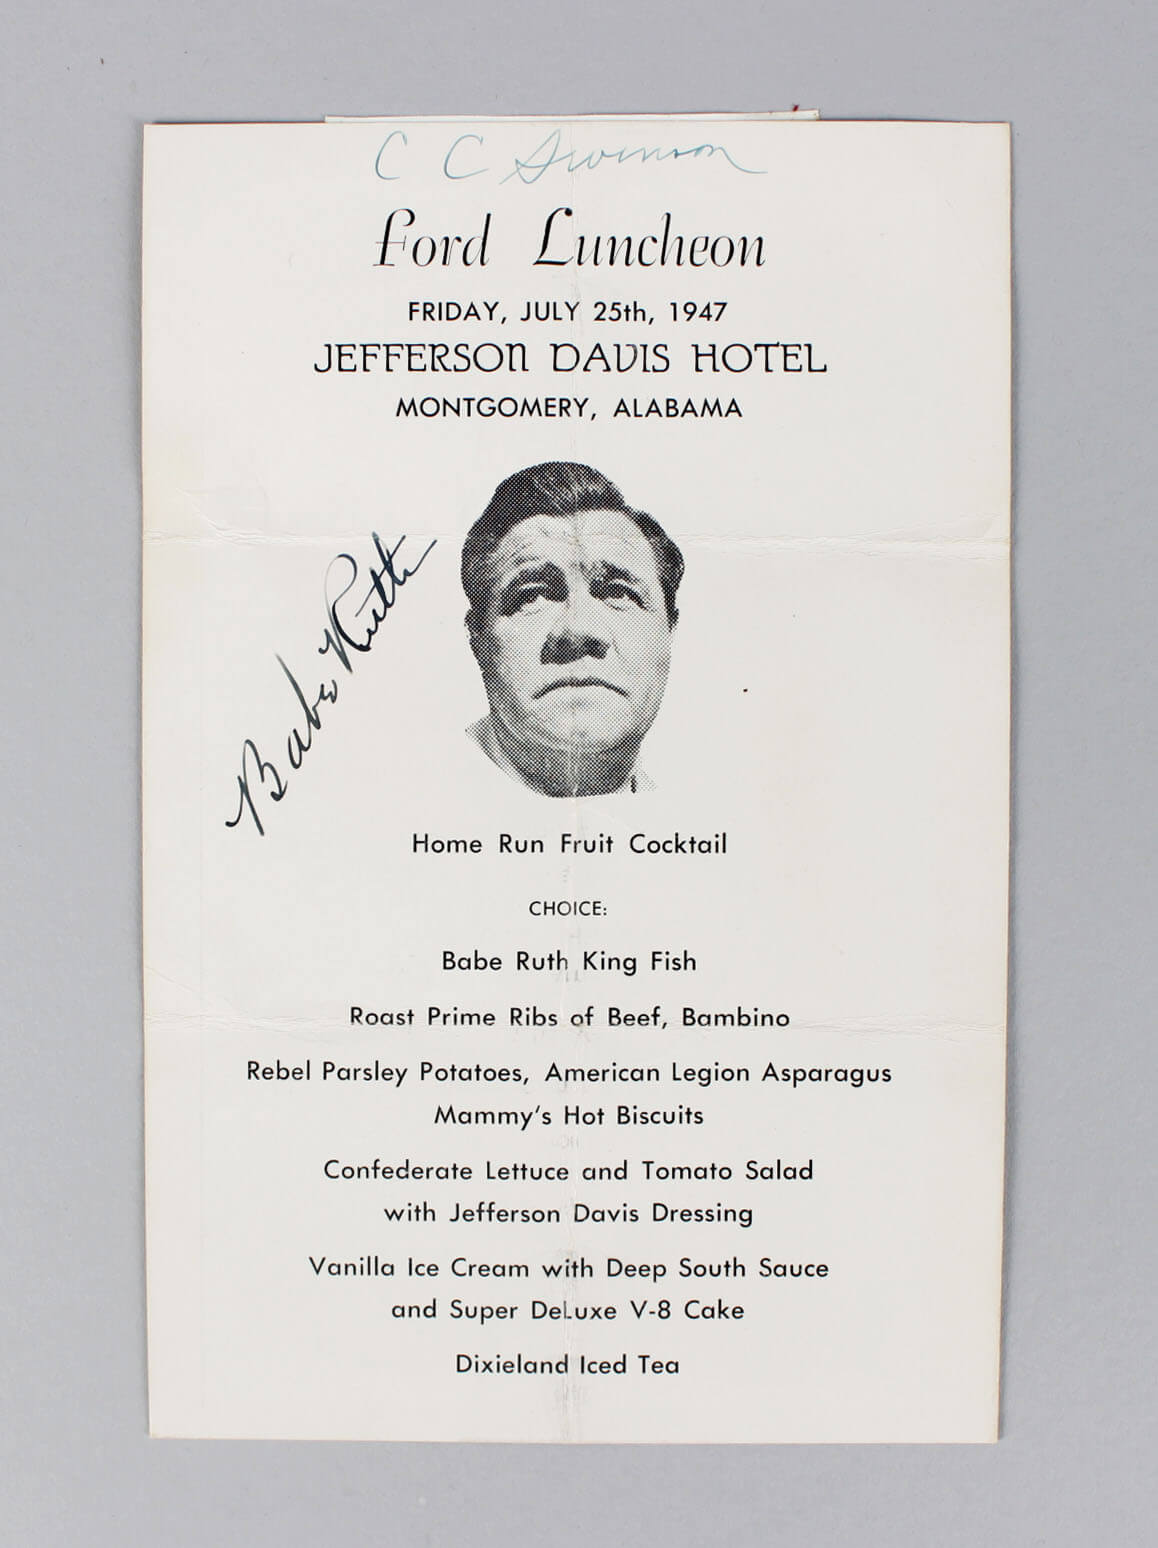 C C Swenson
Ford Luncheon
FRIDAY, JULY 25th, 1947
JEFFERSON DAVIS HOTEL
MONTGOMERY, ALABAMA
Babe Ruth
Home Run Fruit Cocktail
CHOICE:
Babe Ruth King Fish
Roast Prime Ribs of Beef, Bambino
Rebel Parsley Potatoes, American Legion Asparagus
Mammy's Hot Biscuits
Confederate Lettuce and Tomato Salad
with Jefferson Davis Dressing
Vanilla Ice Cream with Deep South Sauce
and Super DeLuxe V-8 Cake
Dixieland Iced Tea